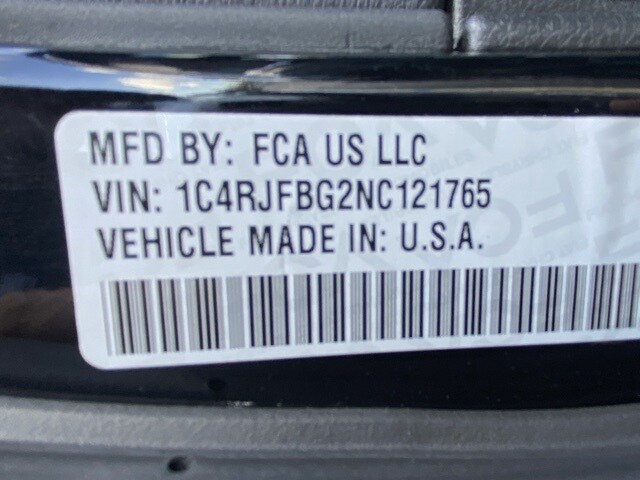 MFD BY: FCA US LLC
VIN: 1C4RJFBG2NC121765
VEHICLE MADE IN: U.S.A.